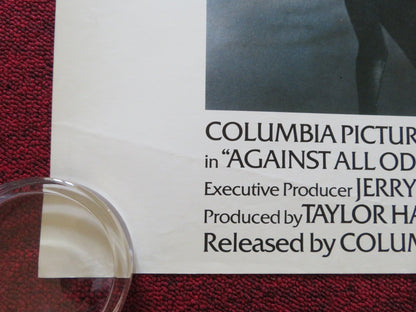 COLUMBIA PICTUR
in "AGAINST ALL OD
Executive Producer JERRY
Produced by TAYLOR HA
Released by COLUM